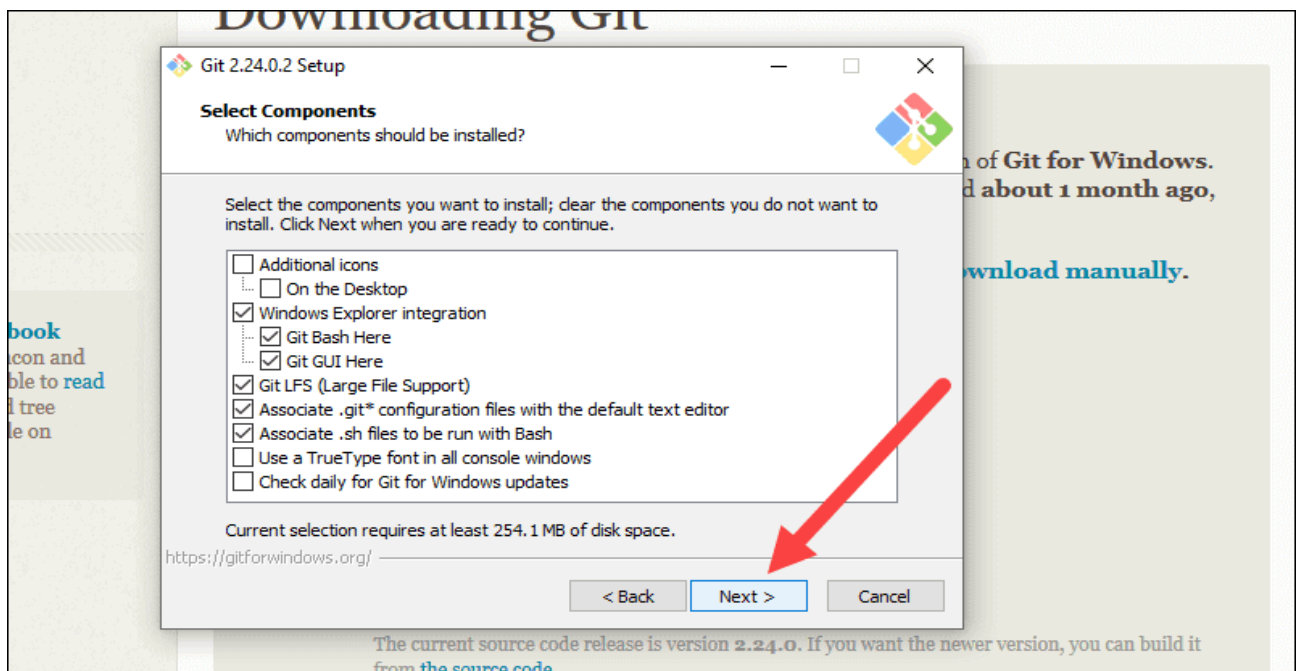 Downloading Git
Git 2.24.0.2 Setup
Select Components
Which components should be installed?
of Git for Windows.
about 1 month ago,
Select the components you want to install; clear the components you do not want to
install. Click Next when you are ready to continue.
Additional icons
On the Desktop
Windows Explorer integration
Git Bash Here
Git GUI Here
Git LFS (Large File Support)
Associate .git* configuration files with the default text editor
Associate .sh files to be run with Bash
Use a TrueType font in all console windows
Check daily for Git for Windows updates
Current selection requires at least 254.1 MB of disk space.
https://gitforwindows.org/
< Back
Next >
Cancel
manually.
book
and
to read
tree
on
The current source code release is version 2.24.0. If you want the newer version, you can build it
from the source code.